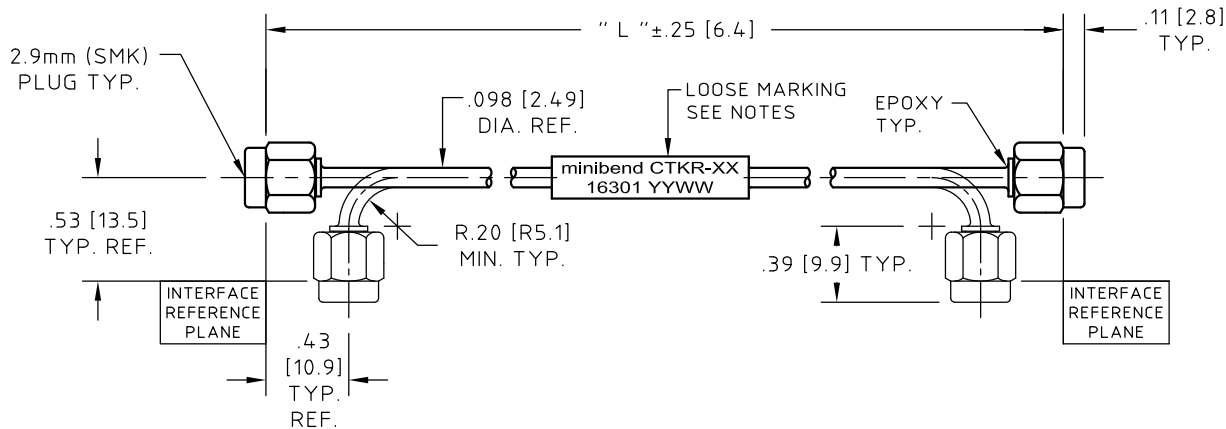 " L "±.25 [6.4]
.11 [2.8]
TYP.
2.9mm (SMK)
PLUG TYP.
.098 [2.49]
DIA. REF.
LOOSE MARKING
SEE NOTES
EPOXY
TYP.
minibend CTKR-XX
16301 YYWW
.53 [13.5]
TYP. REF.
R.20 [R5.1]
MIN. TYP.
.39 [9.9] TYP.
INTERFACE
REFERENCE
PLANE
INTERFACE
REFERENCE
PLANE
.43
[10.9]
TYP.
REF.